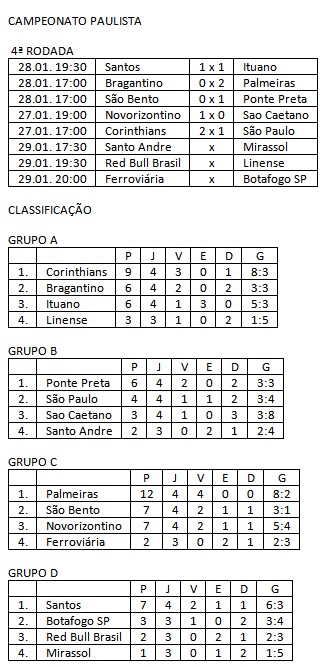 CAMPEONATO PAULISTA
4ª RODADA
28.01. 19:30 Santos 1 x 1 Ituano
28.01. 17:00 Bragantino 0 x 2 Palmeiras
28.01. 17:00 São Bento 0 x 1 Ponte Preta
27.01. 19:00 Novorizontino 1 x 0 Sao Caetano
27.01. 17:00 Corinthians 2 x 1 São Paulo
29.01. 17:30 Santo Andre x Mirassol
29.01. 19:30 Red Bull Brasil x Linense
29.01. 20:00 Ferroviária x Botafogo SP
CLASSIFICAÇÃO
GRUPO A
P J V E D G
1. Corinthians 9 4 3 0 1 8:3
2. Bragantino 6 4 2 0 2 3:3
3. Ituano 6 4 1 3 0 5:3
4. Linense 3 3 1 0 2 1:5
GRUPO B
P J V E D G
1. Ponte Preta 6 4 2 0 2 3:3
2. São Paulo 4 4 1 1 2 3:4
3. Sao Caetano 3 4 1 0 3 3:8
4. Santo Andre 2 3 0 2 1 2:4
GRUPO C
P J V E D G
1. Palmeiras 12 4 4 0 0 8:2
2. São Bento 7 4 2 1 1 3:1
3. Novorizontino 7 4 2 1 1 5:4
4. Ferroviária 2 3 0 2 1 2:3
GRUPO D
P J V E D G
1. Santos 7 4 2 1 1 6:3
2. Botafogo SP 3 3 1 0 2 3:4
3. Red Bull Brasil 2 3 0 2 1 2:3
4. Mirassol 1 3 0 1 2 1:5